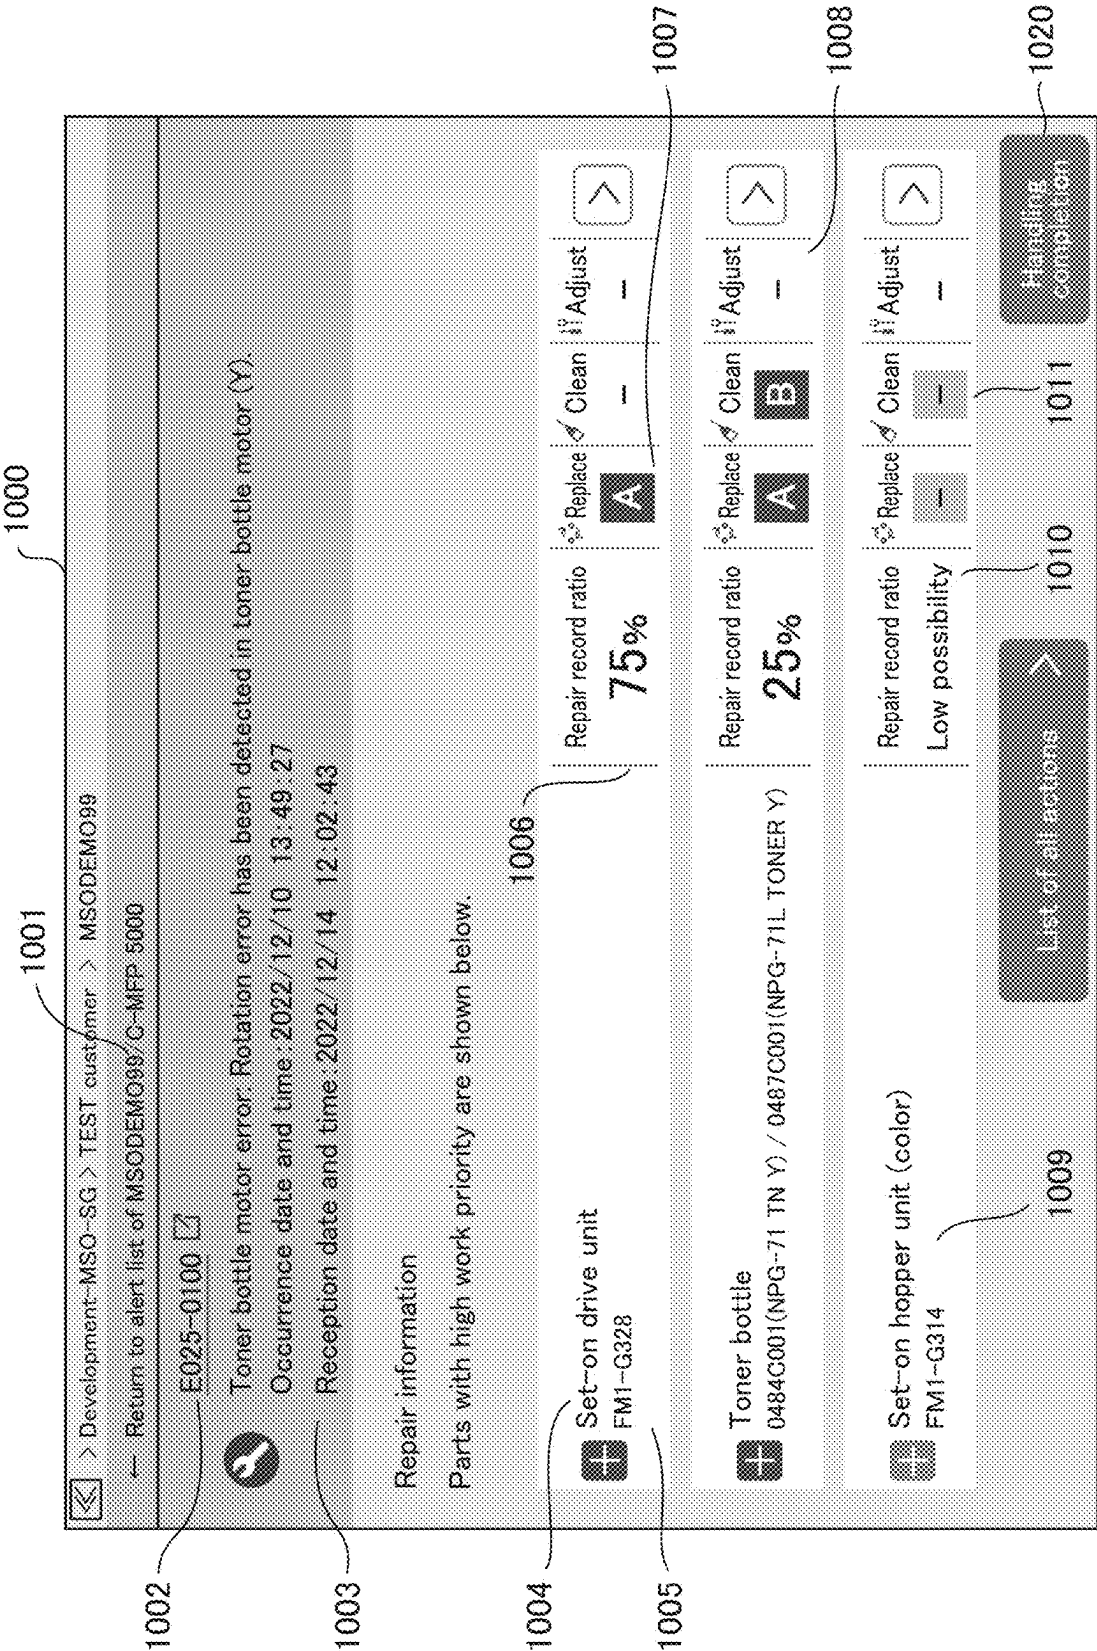 1000
1001
> Development-MSO-SG > TEST customer > MSODEMO99
← Return to alert list of MSODEMO99/C-MFP 5000
1002
E025-0100
Toner bottle motor error: Rotation error has been detected in toner bottle motor (Y).
Occurrence date and time:2022/12/10 13:49:27
Reception date and time:2022/12/14 12:02:43
1003
Repair information
Parts with high work priority are shown below.
1004
1006
1007
Set-on drive unit
FM1-G328
Repair record ratio
75%
Replace
A
Clean
–
Adjust
–
1005
Toner bottle
0484C001(NPG-71 TN Y) / 0487C001(NPG-71L TONER Y)
Repair record ratio
25%
Replace
A
Clean
B
Adjust
–
1008
Set-on hopper unit (color)
FM1-G314
Repair record ratio
Low possibility
Replace
–
Clean
–
Adjust
–
1009
1010
1011
List of all actions >
Handling
completion
1020